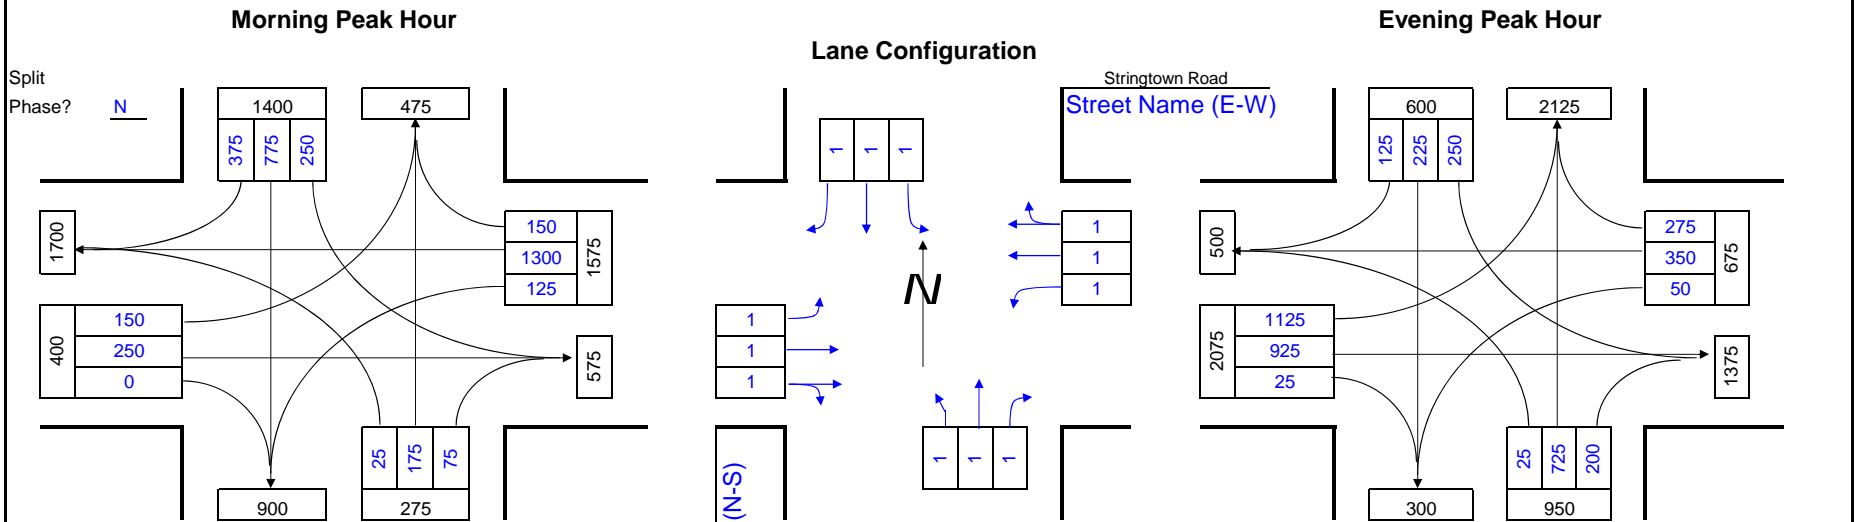 Morning Peak Hour
Evening Peak Hour
Lane Configuration
Split
Phase? N
Stringtown Road
Street Name (E-W)
1400
475
375 775 250
1700
150
1300
125
1575
400
150
250
0
575
25 175 75
900
275
1 1 1
1
1
1
N
1
1
1
1 1 1
(N-S)
600
2125
125 225 250
500
275
350
50
675
2075
1125
925
25
1375
25 725 200
300
950